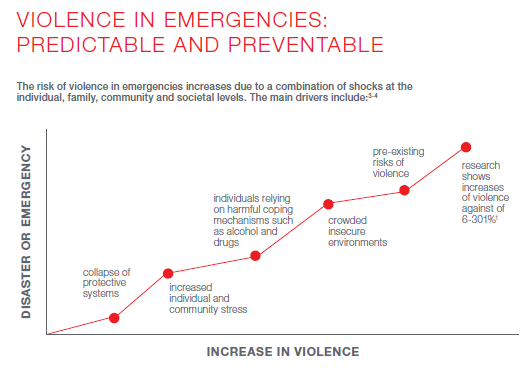 VIOLENCE IN EMERGENCIES:
PREDICTABLE AND PREVENTABLE
The risk of violence in emergencies increases due to a combination of shocks at the
individual, family, community and societal levels. The main drivers include:³⁻⁴
DISASTER OR EMERGENCY
collapse of
protective
systems
increased
individual and
community stress
individuals relying
on harmful coping
mechanisms such
as alcohol and
drugs
crowded
insecure
environments
pre-existing
risks of
violence
research
shows
increases
of violence
against of
6-301%
INCREASE IN VIOLENCE